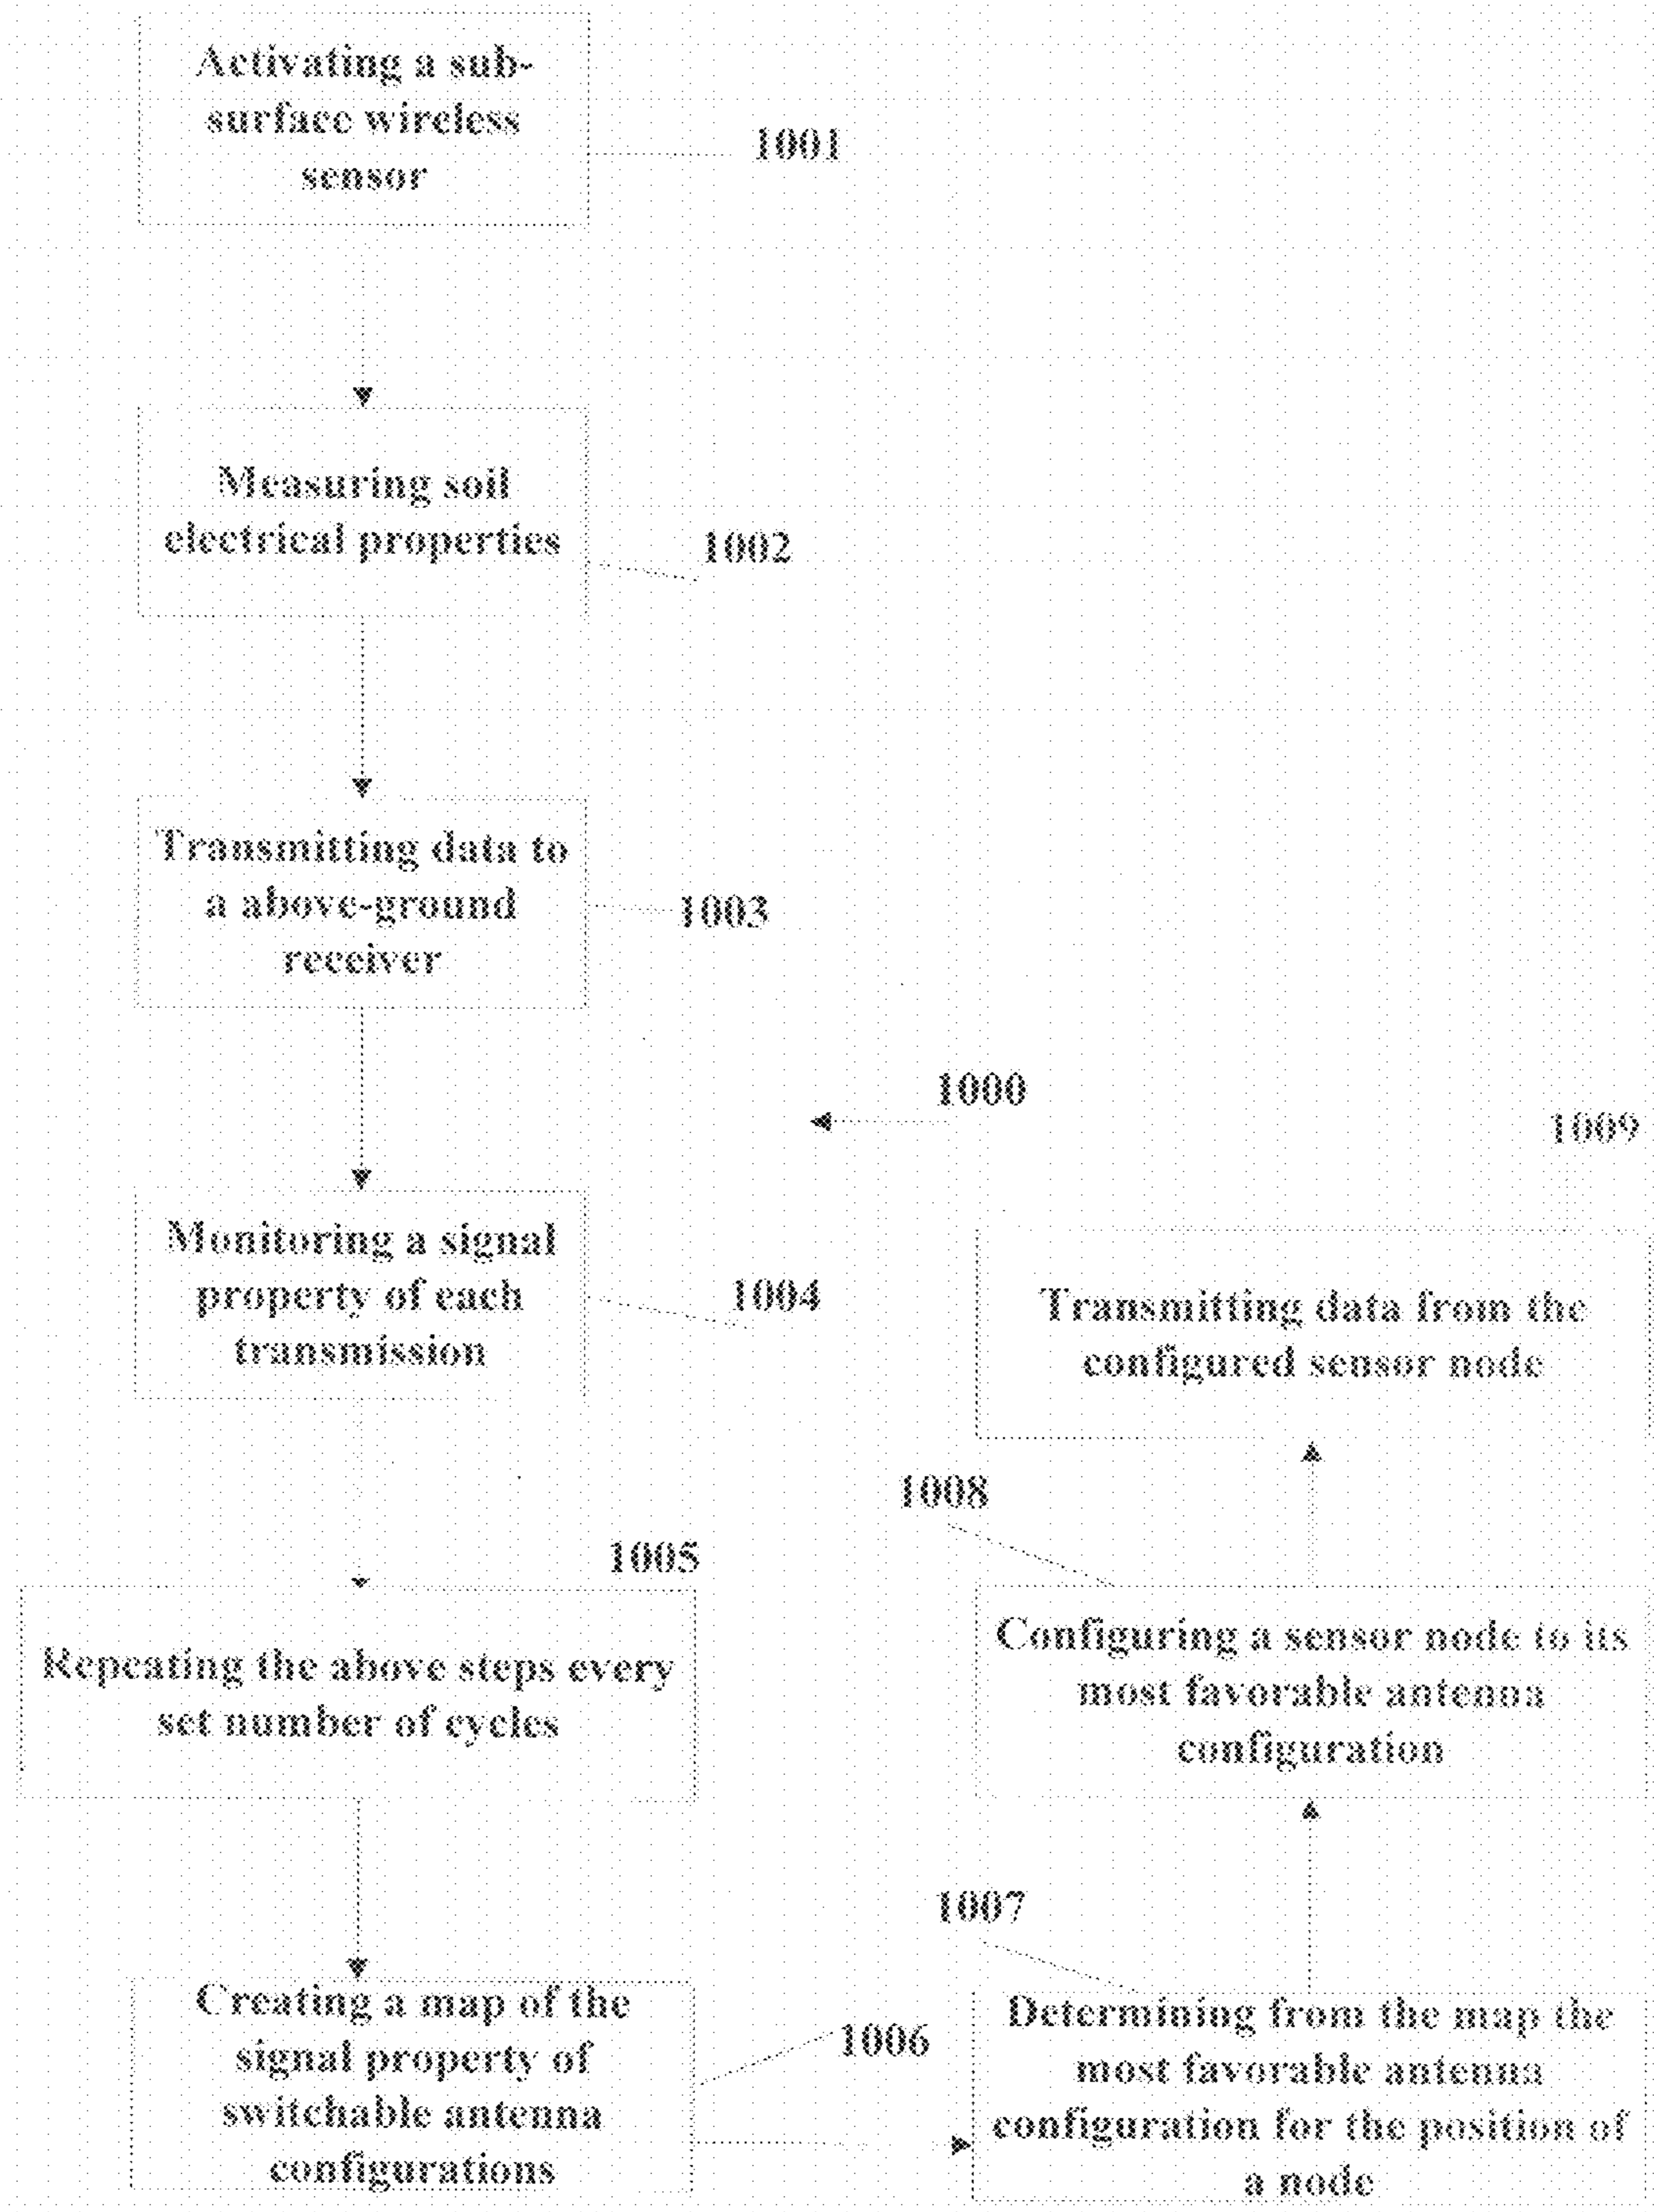 Activating a sub-
surface wireless
sensor
1001
Measuring soil
electrical properties
1002
Transmitting data to
a above-ground
receiver
1003
1000
Monitoring a signal
property of each
transmission
1004
1005
Repeating the above steps every
set number of cycles
Creating a map of the
signal property of
switchable antenna
configurations
1006
1007
Determining from the map the
most favorable antenna
configuration for the position of
a node
1008
Configuring a sensor node to its
most favorable antenna
configuration
1009
Transmitting data from the
configured sensor node